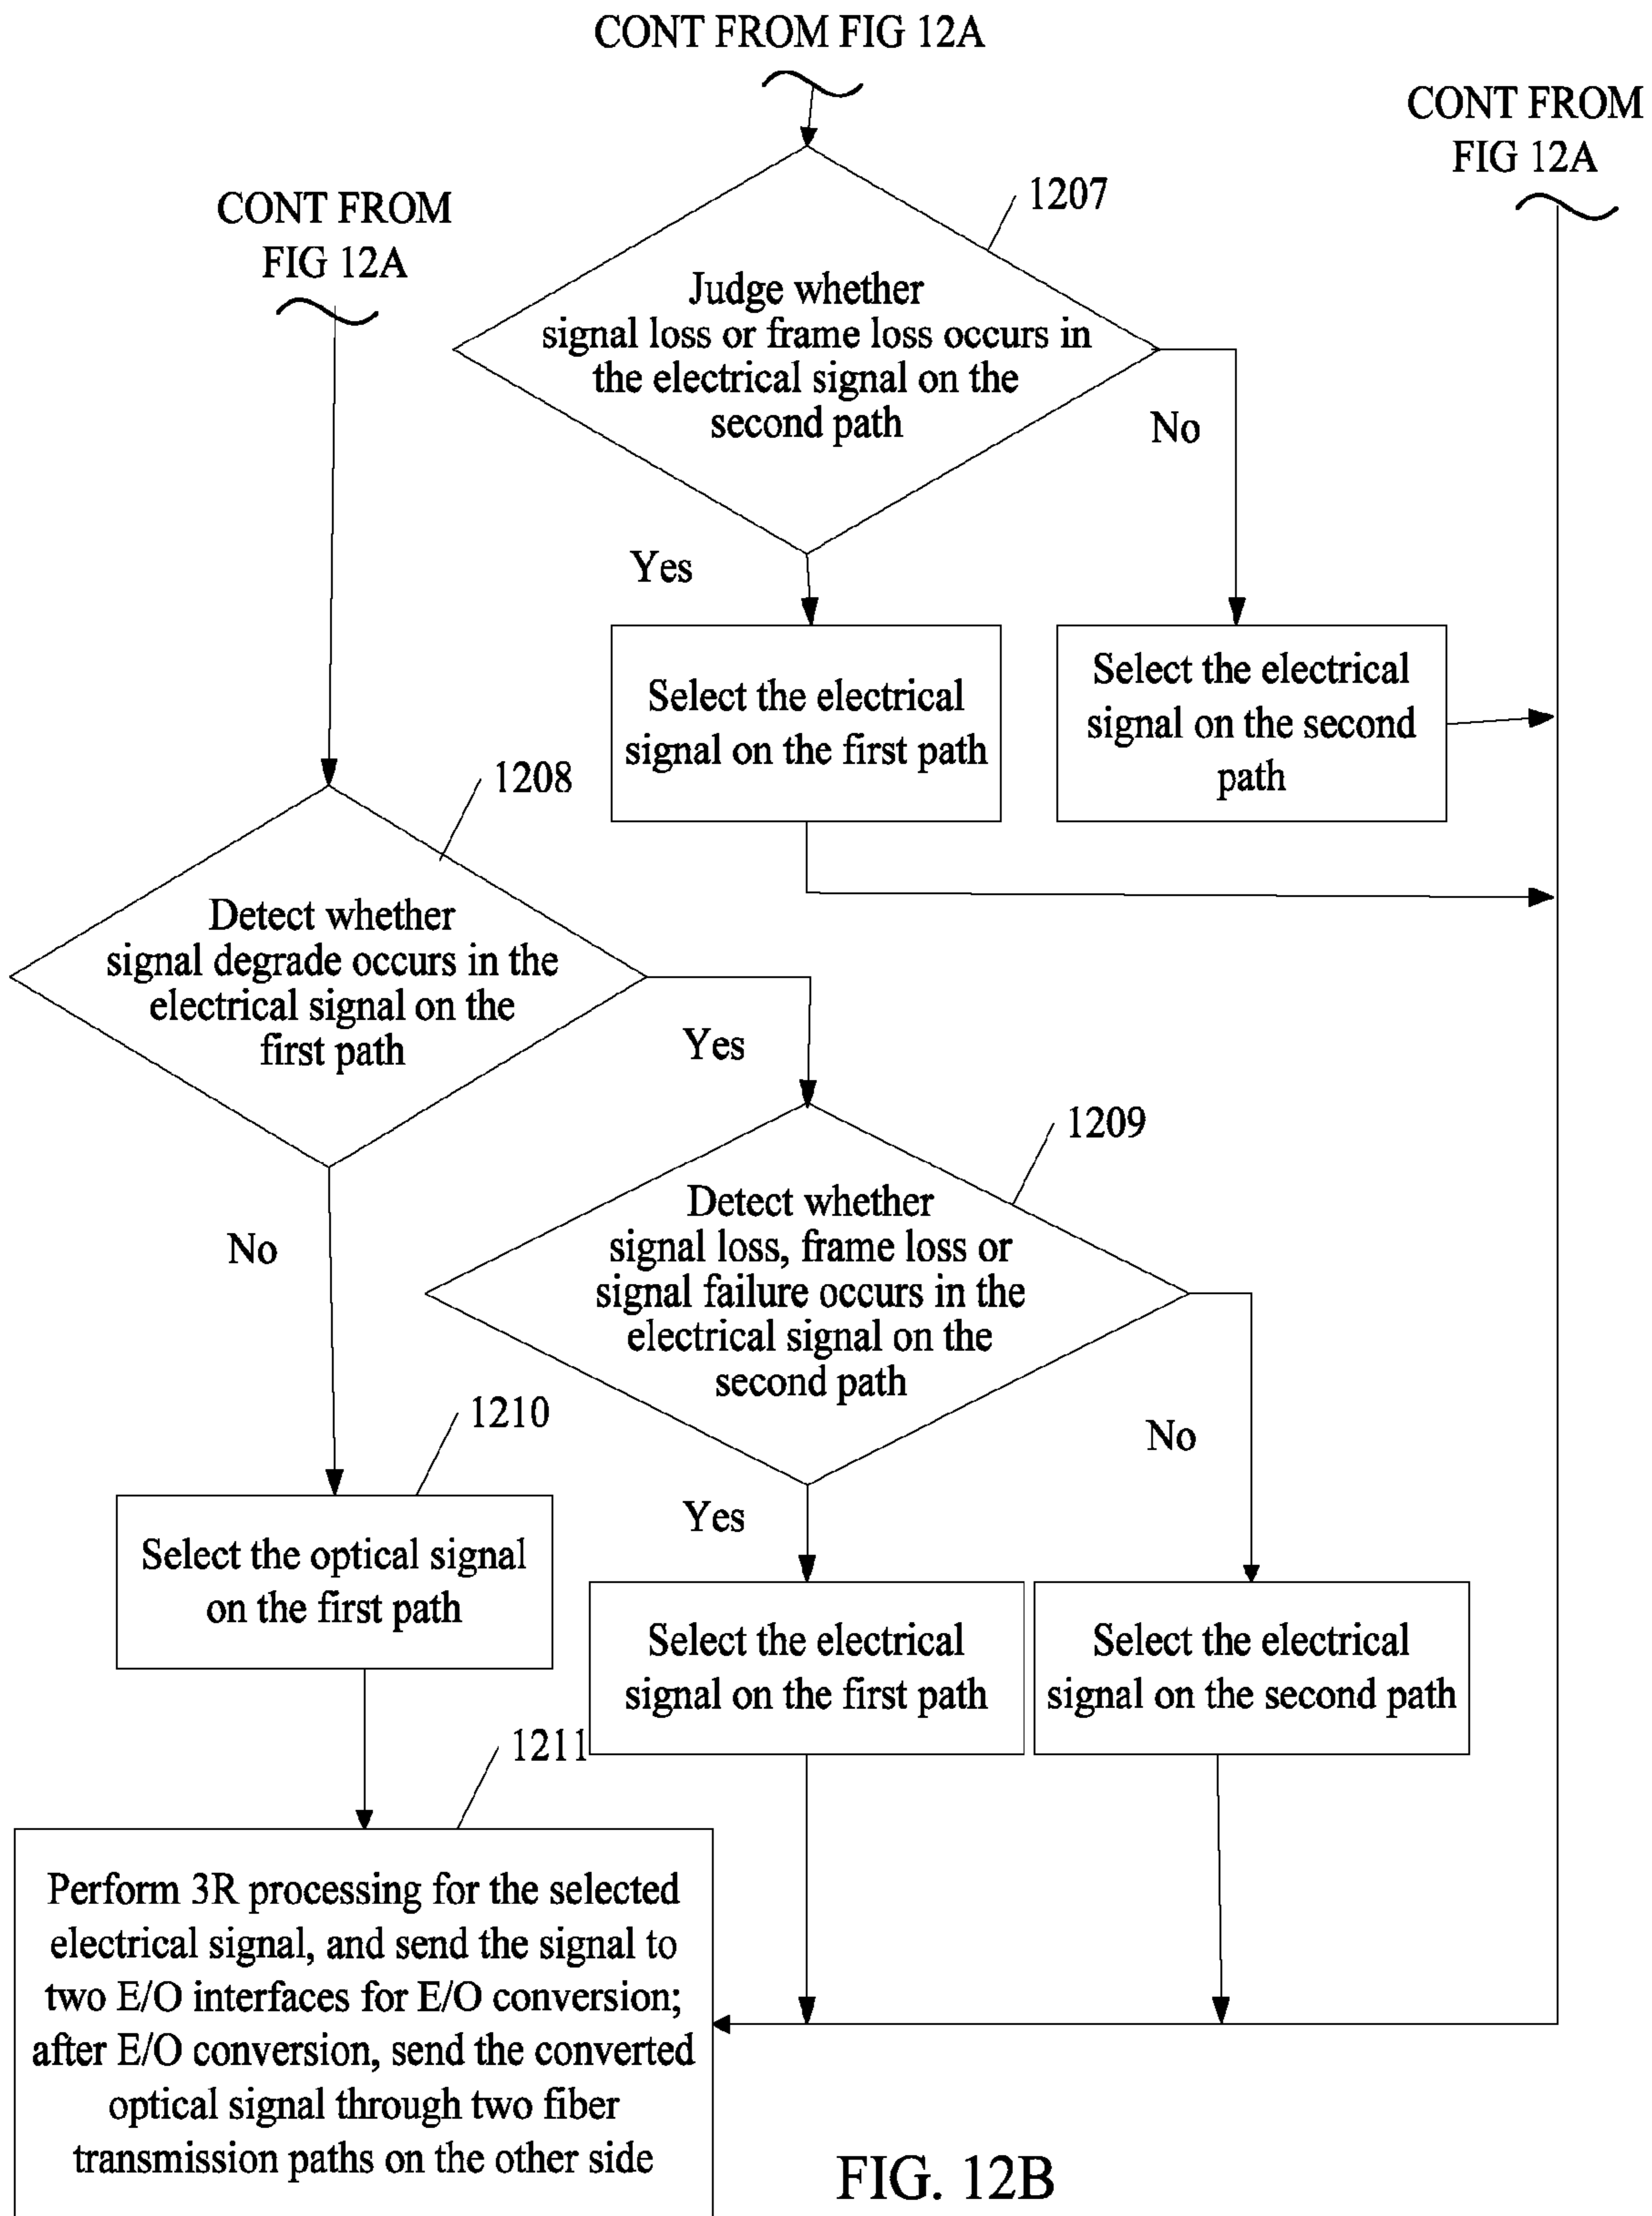 CONT FROM FIG 12A
CONT FROM
FIG 12A
CONT FROM
FIG 12A
1207
Judge whether
signal loss or frame loss occurs in
the electrical signal on the
second path
No
Yes
Select the electrical
signal on the first path
Select the electrical
signal on the second
path
1208
Detect whether
signal degrade occurs in the
electrical signal on the
first path
Yes
No
1209
Detect whether
signal loss, frame loss or
signal failure occurs in the
electrical signal on the
second path
No
Yes
1210
Select the optical signal
on the first path
Select the electrical
signal on the first path
Select the electrical
signal on the second path
1211
Perform 3R processing for the selected
electrical signal, and send the signal to
two E/O interfaces for E/O conversion;
after E/O conversion, send the converted
optical signal through two fiber
transmission paths on the other side
FIG. 12B